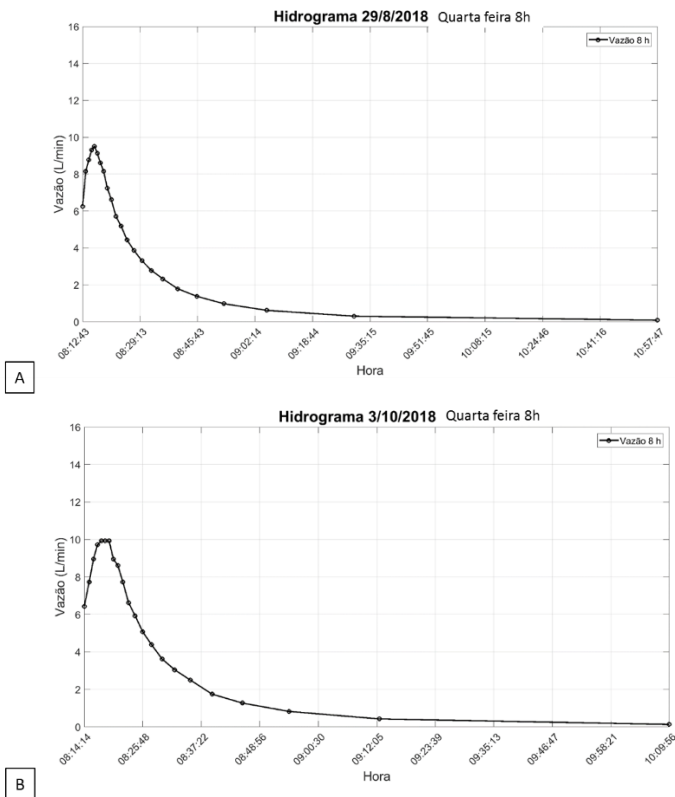 Hidrograma 29/8/2018 Quarta feira 8h
Vazão 8 h
16
14
12
10
8
6
4
2
0
Vazão (L/min)
08:12:43 08:29:13 08:45:43 09:02:14 09:18:44 09:35:15 09:51:45 10:08:15 10:24:46 10:41:16 10:57:47
Hora
A
Hidrograma 3/10/2018 Quarta feira 8h
Vazão 8 h
16
14
12
10
8
6
4
2
0
Vazão (L/min)
08:14:14 08:25:48 08:37:22 08:48:56 09:00:30 09:12:05 09:23:39 09:35:13 09:46:47 09:58:21 10:09:56
Hora
B